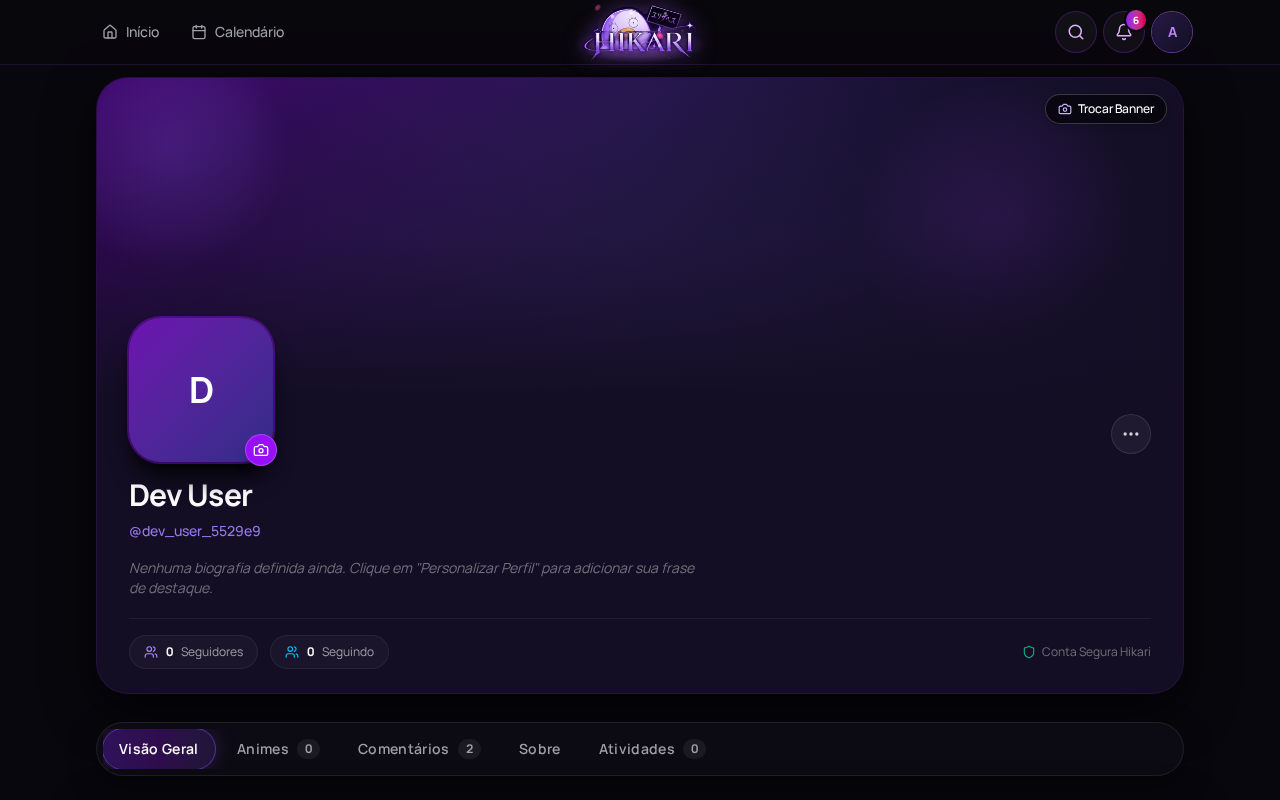 Início
Calendário
HIKARI
6
A
Trocar Banner
D
Dev User
@dev_user_5529e9
Nenhuma biografia definida ainda. Clique em "Personalizar Perfil" para adicionar sua frase
de destaque.
0 Seguidores
0 Seguindo
Conta Segura Hikari
Visão Geral
Animes 0
Comentários 2
Sobre
Atividades 0